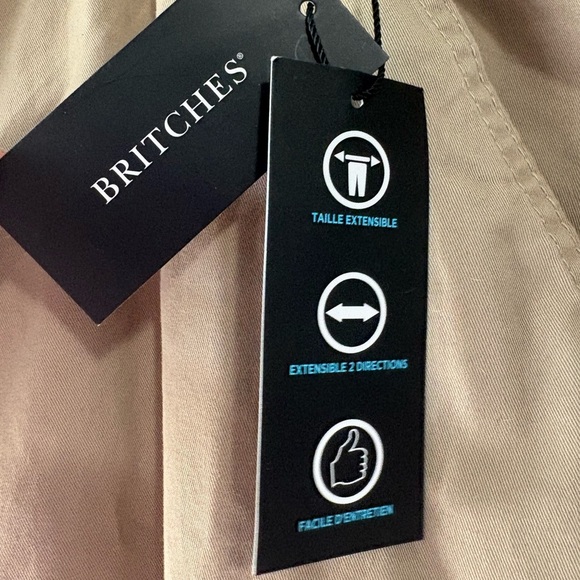 BRITCHES®
TAILLE EXTENSIBLE
EXTENSIBLE 2 DIRECTIONS
FACILE D'ENTRETIEN